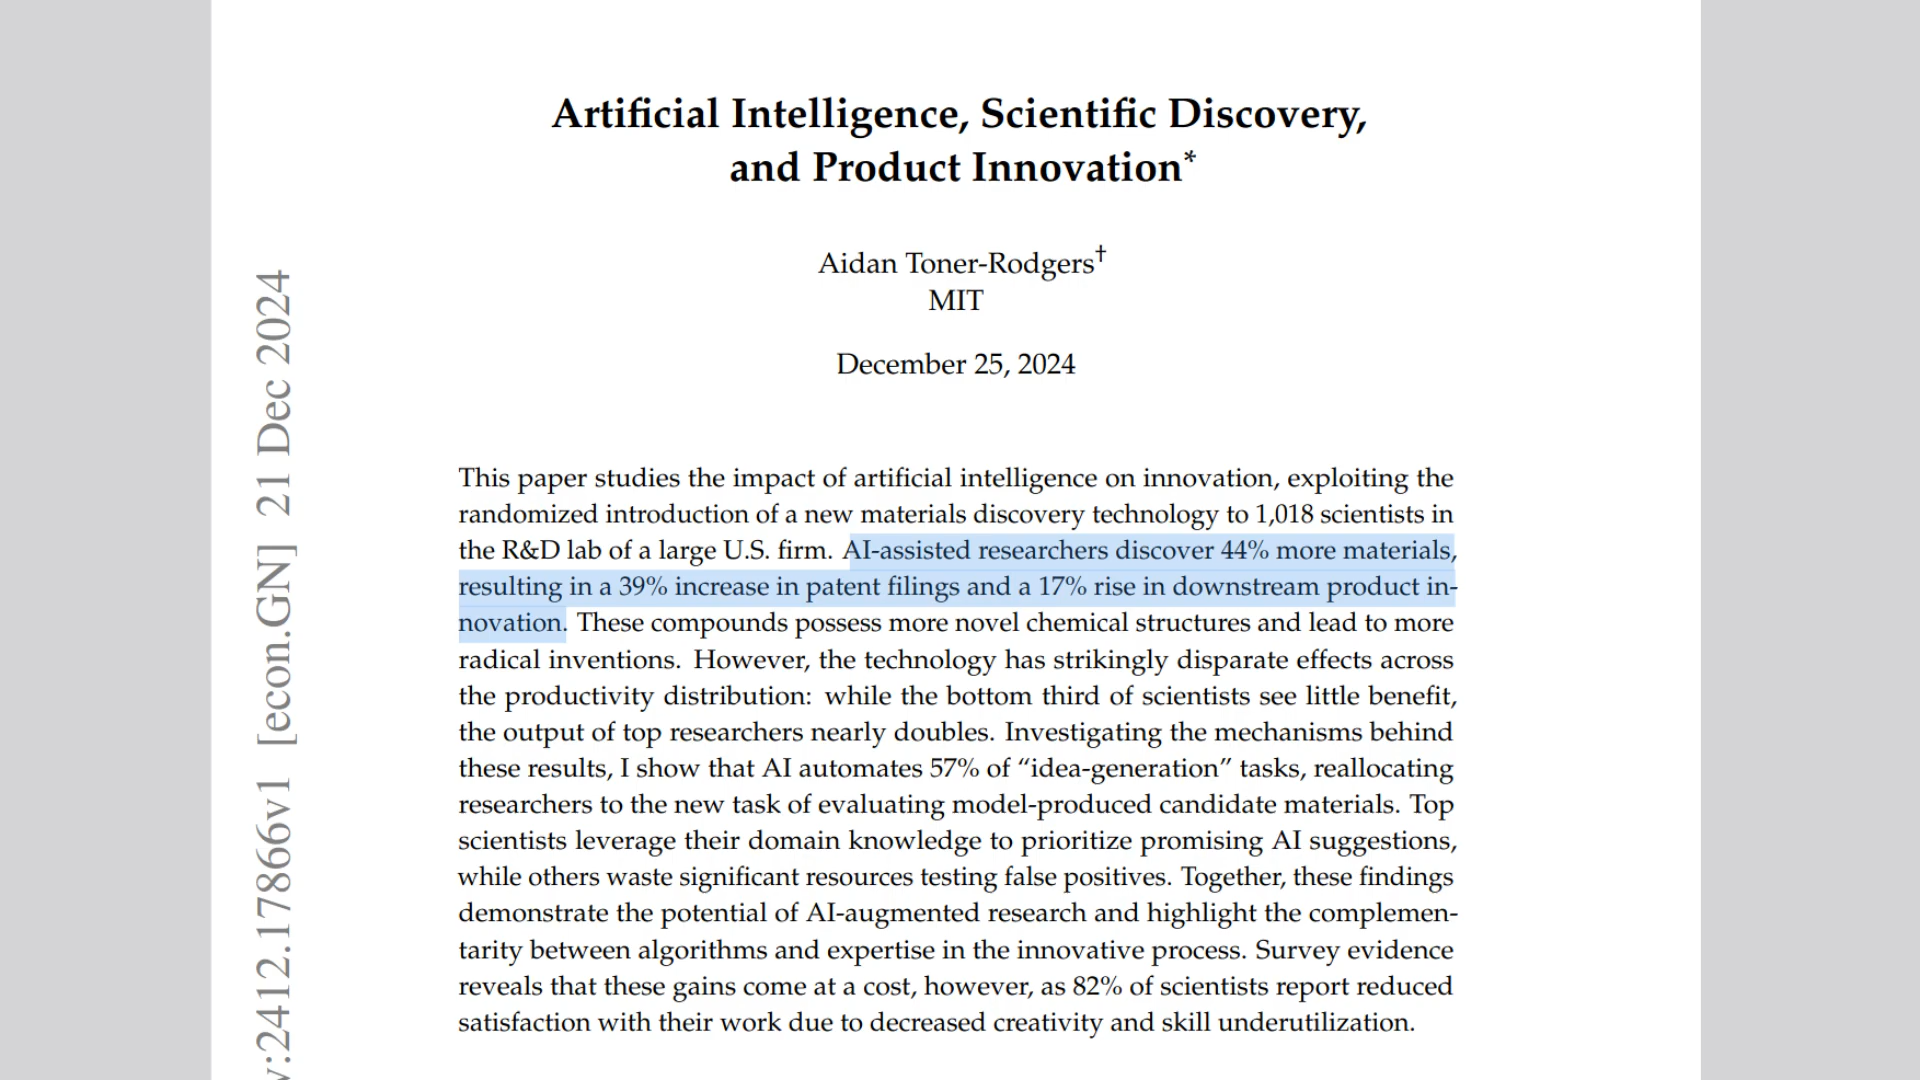 Artificial Intelligence, Scientific Discovery,
and Product Innovation*
Aidan Toner-Rodgers†
MIT
December 25, 2024
This paper studies the impact of artificial intelligence on innovation, exploiting the
randomized introduction of a new materials discovery technology to 1,018 scientists in
the R&D lab of a large U.S. firm. AI-assisted researchers discover 44% more materials,
resulting in a 39% increase in patent filings and a 17% rise in downstream product in-
novation. These compounds possess more novel chemical structures and lead to more
radical inventions. However, the technology has strikingly disparate effects across
the productivity distribution: while the bottom third of scientists see little benefit,
the output of top researchers nearly doubles. Investigating the mechanisms behind
these results, I show that AI automates 57% of “idea-generation” tasks, reallocating
researchers to the new task of evaluating model-produced candidate materials. Top
scientists leverage their domain knowledge to prioritize promising AI suggestions,
while others waste significant resources testing false positives. Together, these findings
demonstrate the potential of AI-augmented research and highlight the complemen-
tarity between algorithms and expertise in the innovative process. Survey evidence
reveals that these gains come at a cost, however, as 82% of scientists report reduced
satisfaction with their work due to decreased creativity and skill underutilization.
v:2412.17866v1 [econ.GN] 21 Dec 2024